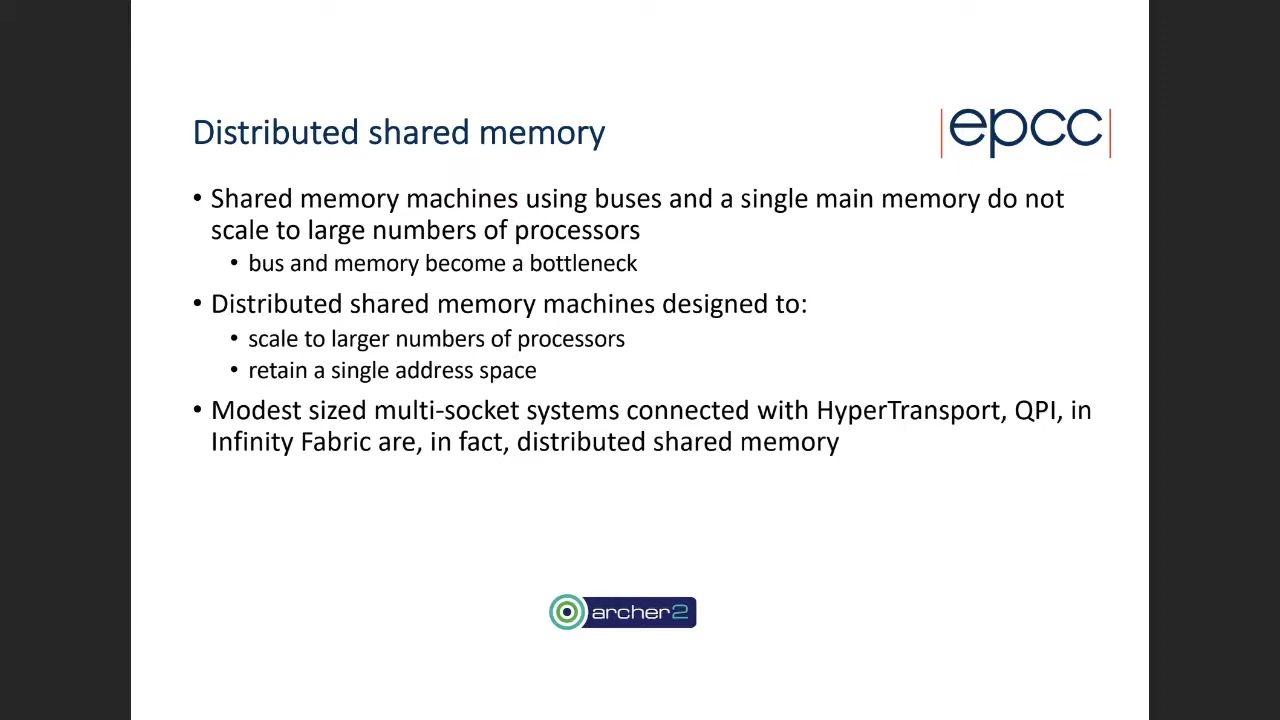 Distributed shared memory
|epcc|
• Shared memory machines using buses and a single main memory do not
scale to large numbers of processors
• bus and memory become a bottleneck
• Distributed shared memory machines designed to:
• scale to larger numbers of processors
• retain a single address space
• Modest sized multi-socket systems connected with HyperTransport, QPI, in
Infinity Fabric are, in fact, distributed shared memory
archer2